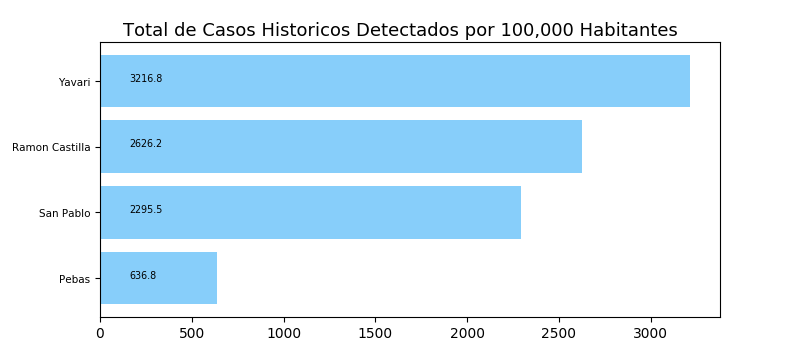 Total de Casos Historicos Detectados por 100,000 Habitantes
Yavari 3216.8
Ramon Castilla 2626.2
San Pablo 2295.5
Pebas 636.8
0 500 1000 1500 2000 2500 3000